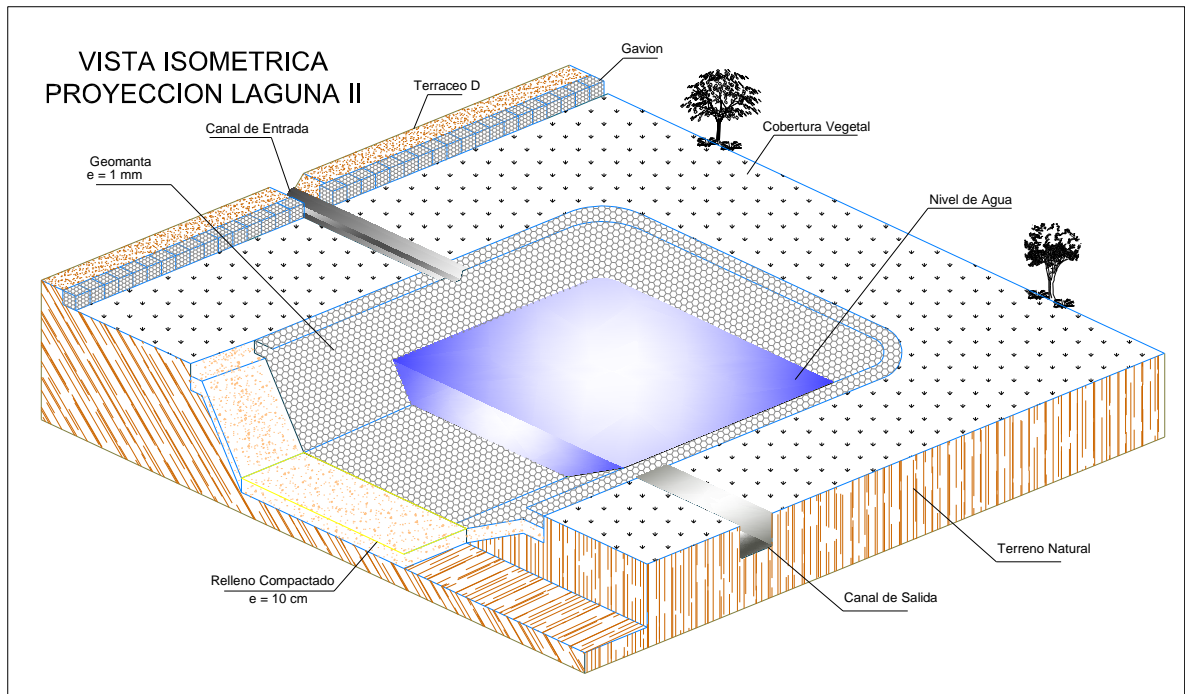 VISTA ISOMETRICA
PROYECCION LAGUNA II
Gavion
Terraceo D
Canal de Entrada
Cobertura Vegetal
Geomanta
e = 1 mm
Nivel de Agua
Terreno Natural
Relleno Compactado
e = 10 cm
Canal de Salida